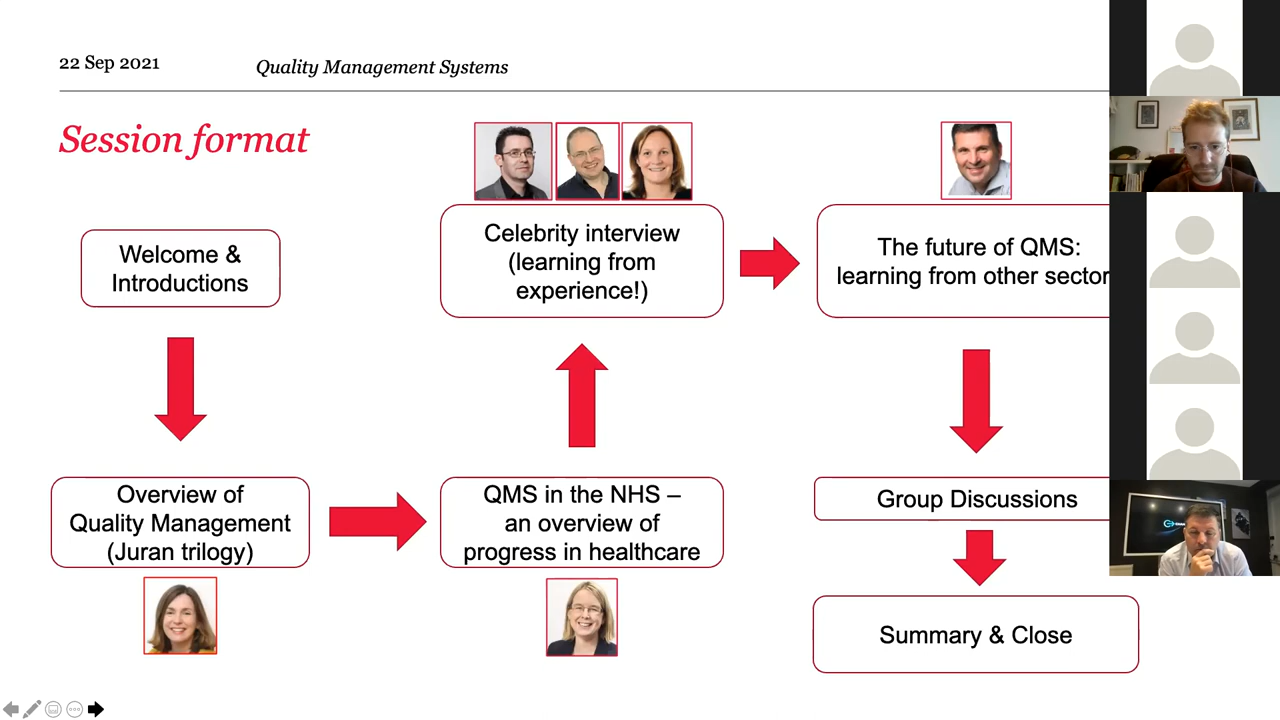 22 Sep 2021
Quality Management Systems
Session format
Welcome &
Introductions
Overview of
Quality Management
(Juran trilogy)
QMS in the NHS –
an overview of
progress in healthcare
Celebrity interview
(learning from
experience!)
The future of QMS:
learning from other sector
Group Discussions
Summary & Close